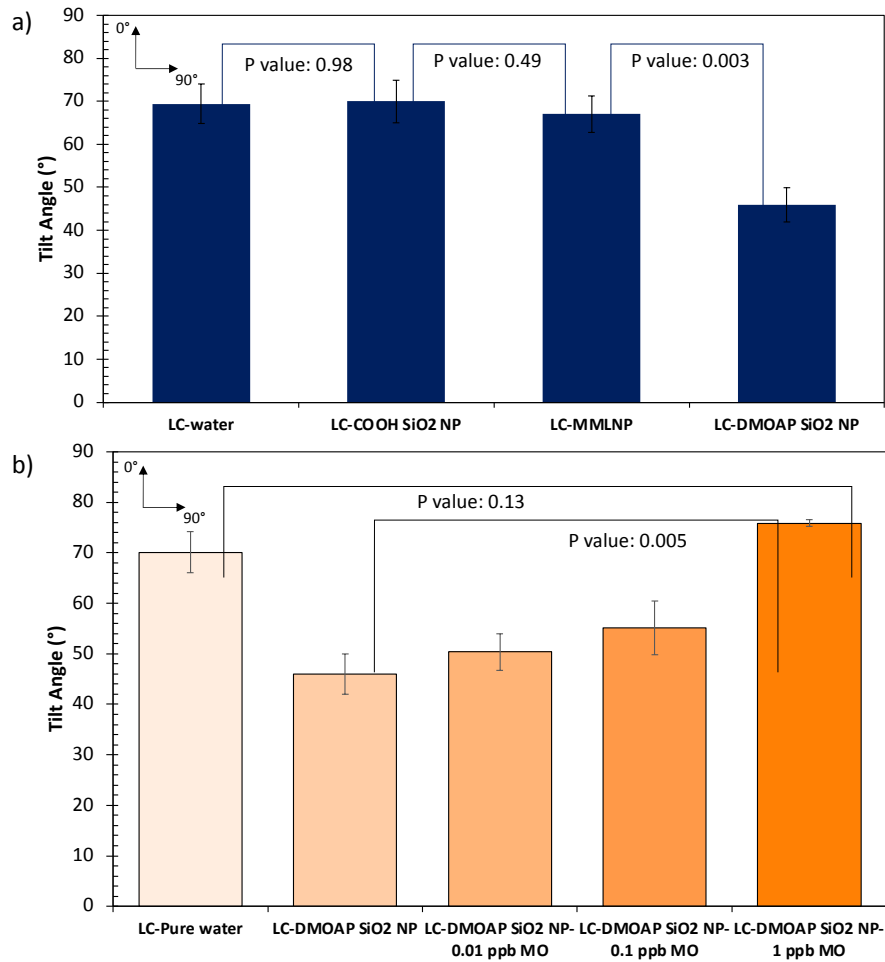 a)
90
80
70
60
50
40
30
20
10
0
Tilt Angle (°)
0°
90°
P value: 0.98
P value: 0.49
P value: 0.003
LC-water
LC-COOH SiO2 NP
LC-MMLNP
LC-DMOAP SiO2 NP
b)
90
80
70
60
50
40
30
20
10
0
Tilt Angle (°)
0°
90°
P value: 0.13
P value: 0.005
LC-Pure water
LC-DMOAP SiO2 NP
LC-DMOAP SiO2 NP-
0.01 ppb MO
LC-DMOAP SiO2 NP-
0.1 ppb MO
LC-DMOAP SiO2 NP-
1 ppb MO